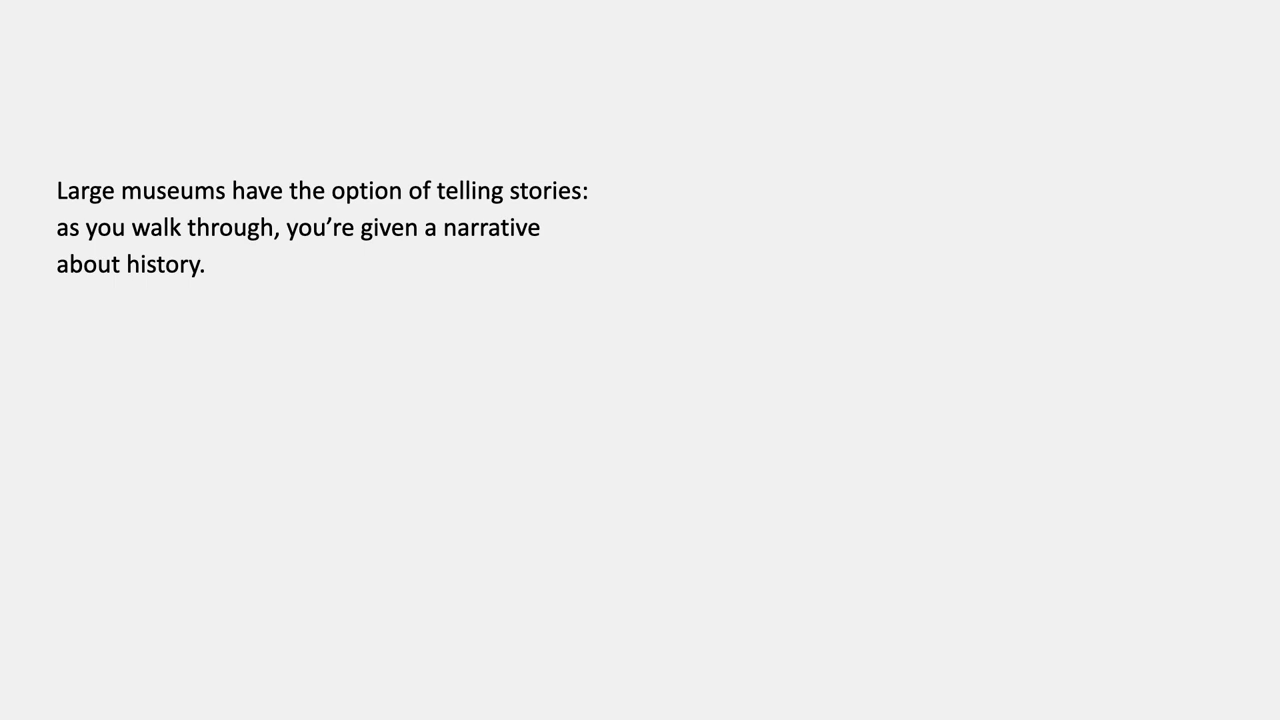 Large museums have the option of telling stories:
as you walk through, you’re given a narrative
about history.